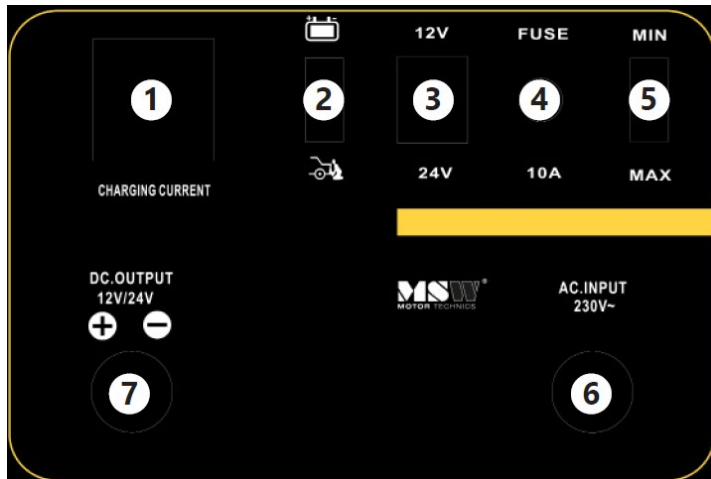 12V FUSE MIN
1 2 3 4 5
24V 10A MAX
CHARGING CURRENT
DC.OUTPUT
12V/24V
MSW®
MOTOR TECHNICS
AC.INPUT
230V~
7 6